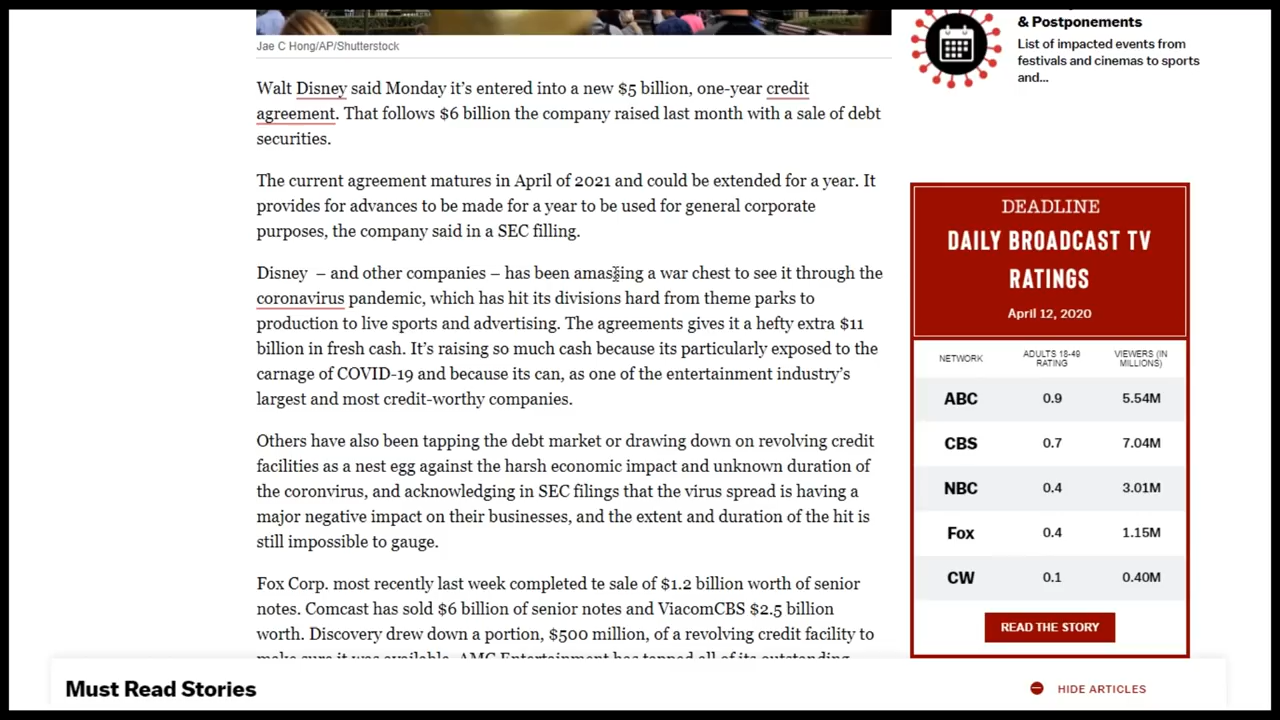 Jae C Hong/AP/Shutterstock
Walt Disney said Monday it’s entered into a new $5 billion, one-year credit
agreement. That follows $6 billion the company raised last month with a sale of debt
securities.
The current agreement matures in April of 2021 and could be extended for a year. It
provides for advances to be made for a year to be used for general corporate
purposes, the company said in a SEC filling.
Disney – and other companies – has been amassing a war chest to see it through the
coronavirus pandemic, which has hit its divisions hard from theme parks to
production to live sports and advertising. The agreements gives it a hefty extra $11
billion in fresh cash. It’s raising so much cash because its particularly exposed to the
carnage of COVID-19 and because its can, as one of the entertainment industry’s
largest and most credit-worthy companies.
Others have also been tapping the debt market or drawing down on revolving credit
facilities as a nest egg against the harsh economic impact and unknown duration of
the coronvirus, and acknowledging in SEC filings that the virus spread is having a
major negative impact on their businesses, and the extent and duration of the hit is
still impossible to gauge.
Fox Corp. most recently last week completed te sale of $1.2 billion worth of senior
notes. Comcast has sold $6 billion of senior notes and ViacomCBS $2.5 billion
worth. Discovery drew down a portion, $500 million, of a revolving credit facility to
make sure it was available. AMC Entertainment has tapped all of its outstanding
& Postponements
List of impacted events from
festivals and cinemas to sports
and...
DEADLINE
DAILY BROADCAST TV
RATINGS
April 12, 2020
NETWORK ADULTS 18-49 RATING VIEWERS (IN MILLIONS)
ABC 0.9 5.54M
CBS 0.7 7.04M
NBC 0.4 3.01M
Fox 0.4 1.15M
CW 0.1 0.40M
READ THE STORY
Must Read Stories
HIDE ARTICLES